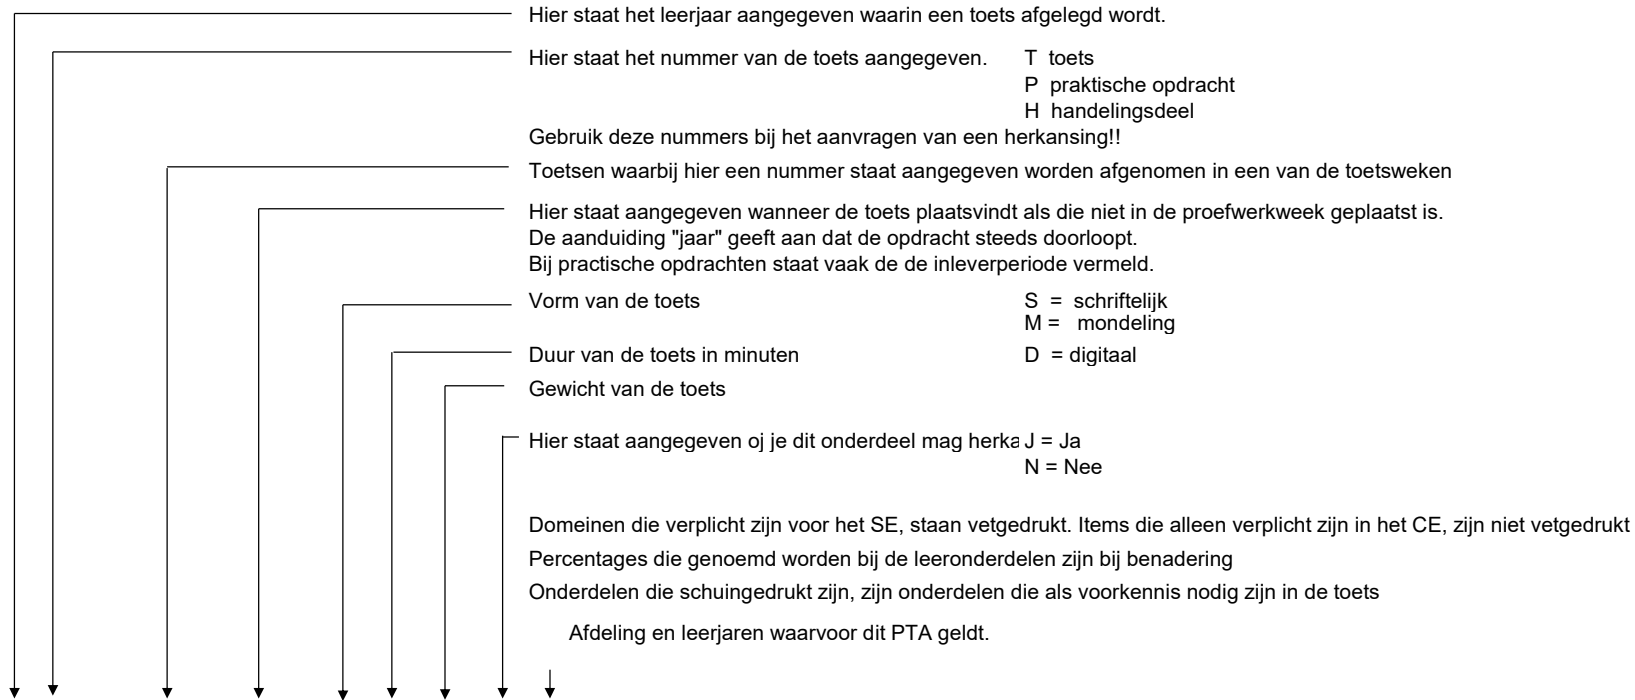 Hier staat het leerjaar aangegeven waarin een toets afgelegd wordt.
Hier staat het nummer van de toets aangegeven. T toets
P praktische opdracht
H handelingsdeel
Gebruik deze nummers bij het aanvragen van een herkansing!!
Toetsen waarbij hier een nummer staat aangegeven worden afgenomen in een van de toetsweken
Hier staat aangegeven wanneer de toets plaatsvindt als die niet in de proefwerkweek geplaatst is.
De aanduiding "jaar" geeft aan dat de opdracht steeds doorloopt.
Bij practische opdrachten staat vaak de de inleverperiode vermeld.
Vorm van de toets S = schriftelijk
M = mondeling
Duur van de toets in minuten D = digitaal
Gewicht van de toets
Hier staat aangegeven oj je dit onderdeel mag herka J = Ja
N = Nee
Domeinen die verplicht zijn voor het SE, staan vetgedrukt. Items die alleen verplicht zijn in het CE, zijn niet vetgedrukt
Percentages die genoemd worden bij de leeronderdelen zijn bij benadering
Onderdelen die schuingedrukt zijn, zijn onderdelen die als voorkennis nodig zijn in de toets
Afdeling en leerjaren waarvoor dit PTA geldt.